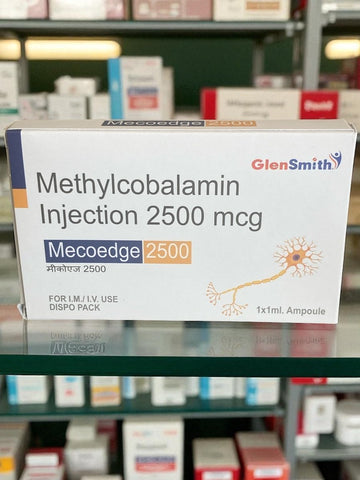 Mecoedge 2500
GlenSmith
Methylcobalamin
Injection 2500 mcg
Mecoedge 2500
मीकोएज 2500
FOR I.M./ I.V. USE
DISPO PACK
1x1ml. Ampoule